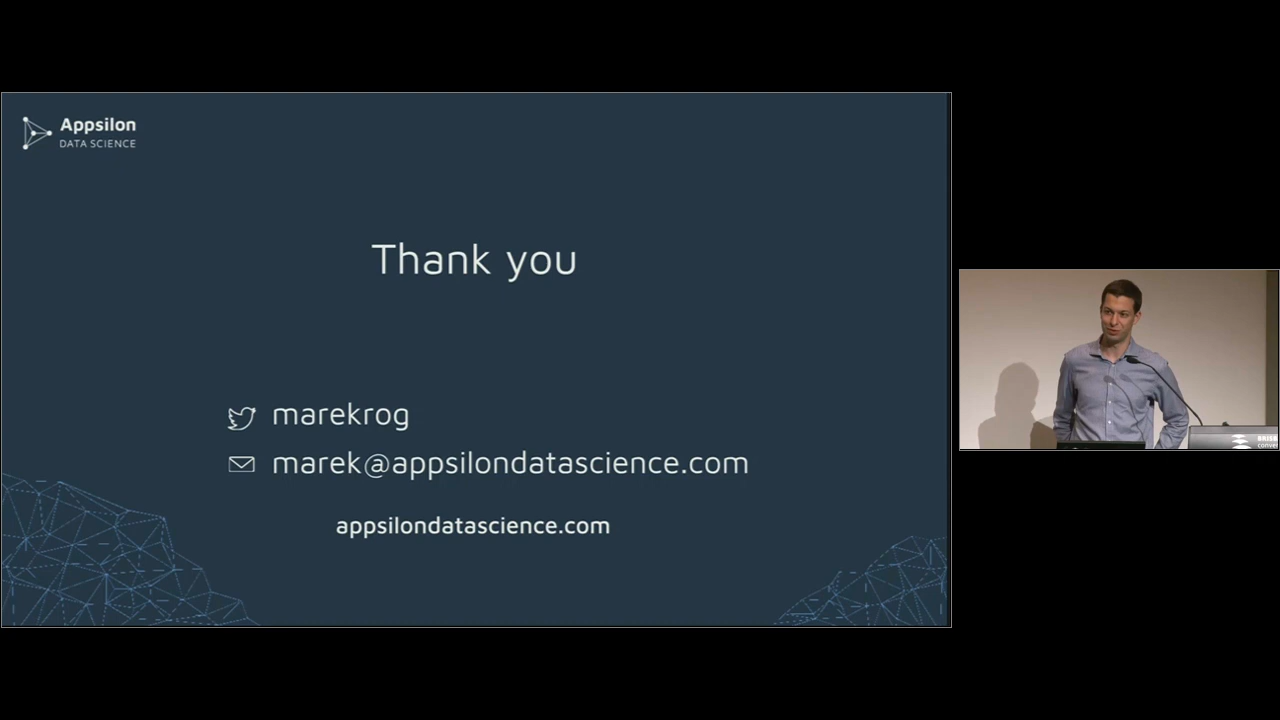 Appsilon
DATA SCIENCE
Thank you
marekrog
marek@appsilondatascience.com
appsilondatascience.com